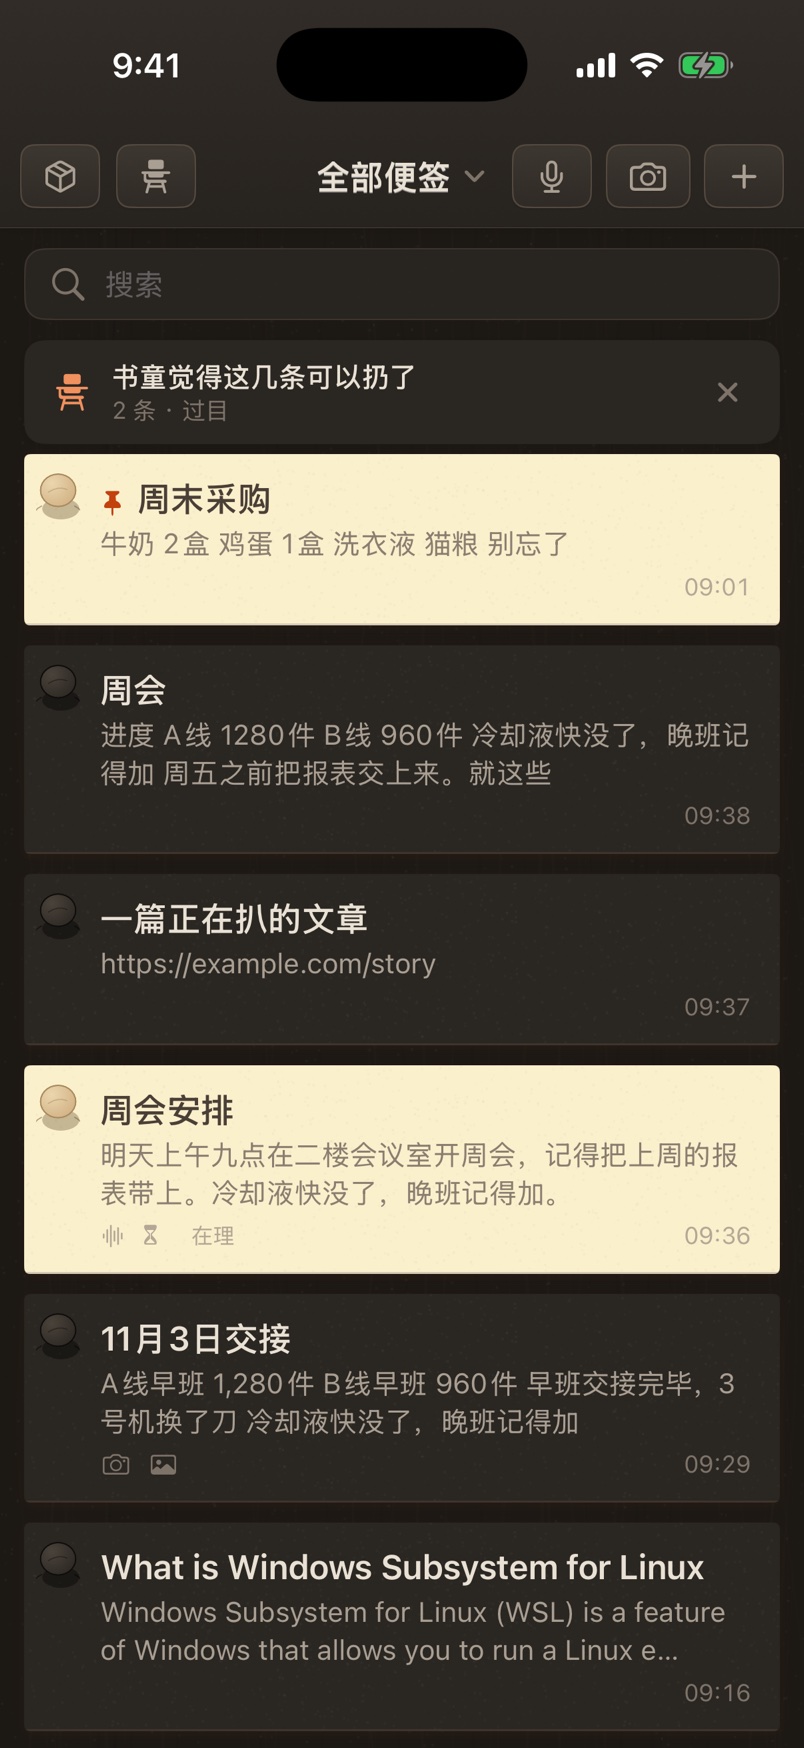 9:41
全部便签
搜索
书童觉得这几条可以扔了
2 条 · 过目
周末采购
牛奶 2盒 鸡蛋 1盒 洗衣液 猫粮 别忘了
09:01
周会
进度 A线 1280件 B线 960件 冷却液快没了，晚班记
得加 周五之前把报表交上来。就这些
09:38
一篇正在扒的文章
https://example.com/story
09:37
周会安排
明天上午九点在二楼会议室开周会，记得把上周的报
表带上。冷却液快没了，晚班记得加。
在理
09:36
11月3日交接
A线早班 1,280件 B线早班 960件 早班交接完毕，3
号机换了刀 冷却液快没了，晚班记得加
09:29
What is Windows Subsystem for Linux
Windows Subsystem for Linux (WSL) is a feature
of Windows that allows you to run a Linux e...
09:16